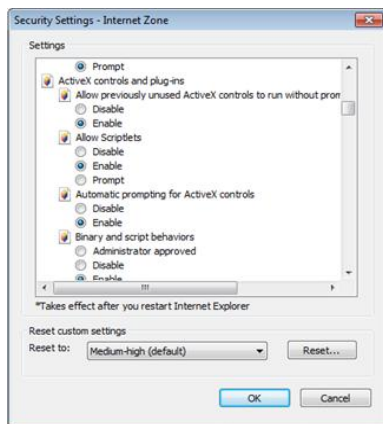 Security Settings - Internet Zone
Settings
Prompt
ActiveX controls and plug-ins
Allow previously unused ActiveX controls to run without prom
Disable
Enable
Allow Scriptlets
Disable
Enable
Prompt
Automatic prompting for ActiveX controls
Disable
Enable
Binary and script behaviors
Administrator approved
Disable
Enable
*Takes effect after you restart Internet Explorer
Reset custom settings
Reset to: Medium-high (default) Reset...
OK Cancel